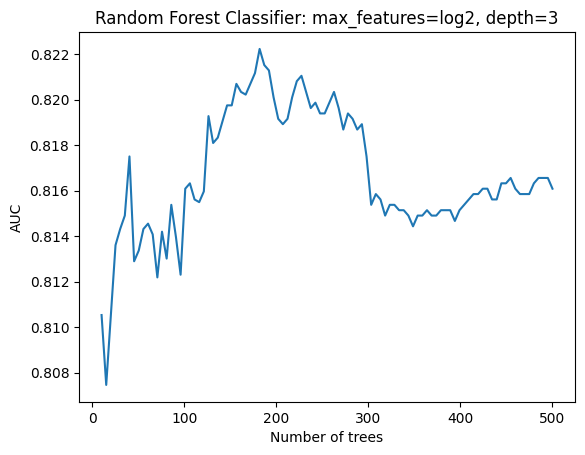 Random Forest Classifier: max_features=log2, depth=3
0.822
0.820
0.818
0.816
0.814
0.812
0.810
0.808
AUC
0 100 200 300 400 500
Number of trees